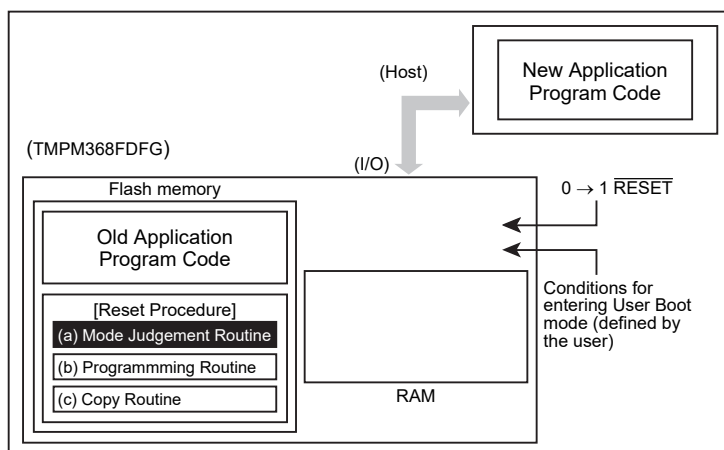 (Host)
New Application
Program Code
(TMPM368FDFG)
(I/O)
Flash memory
0 → 1 RESET
Old Application
Program Code
[Reset Procedure]
(a) Mode Judgement Routine
(b) Programmming Routine
(c) Copy Routine
RAM
Conditions for
entering User Boot
mode (defined by
the user)